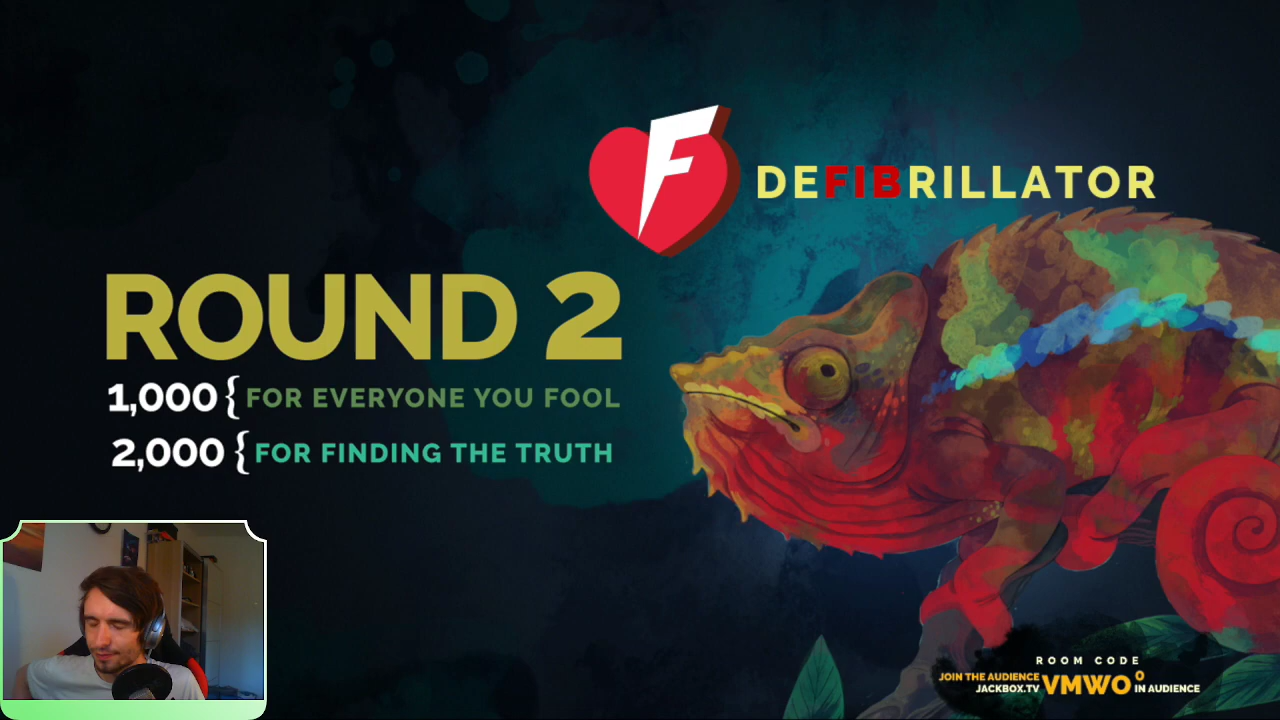 F
DEFIBRILLATOR
ROUND 2
1,000 { FOR EVERYONE YOU FOOL
2,000 { FOR FINDING THE TRUTH
ROOM CODE
JOIN THE AUDIENCE
JACKBOX.TV
VMWO
0
IN AUDIENCE